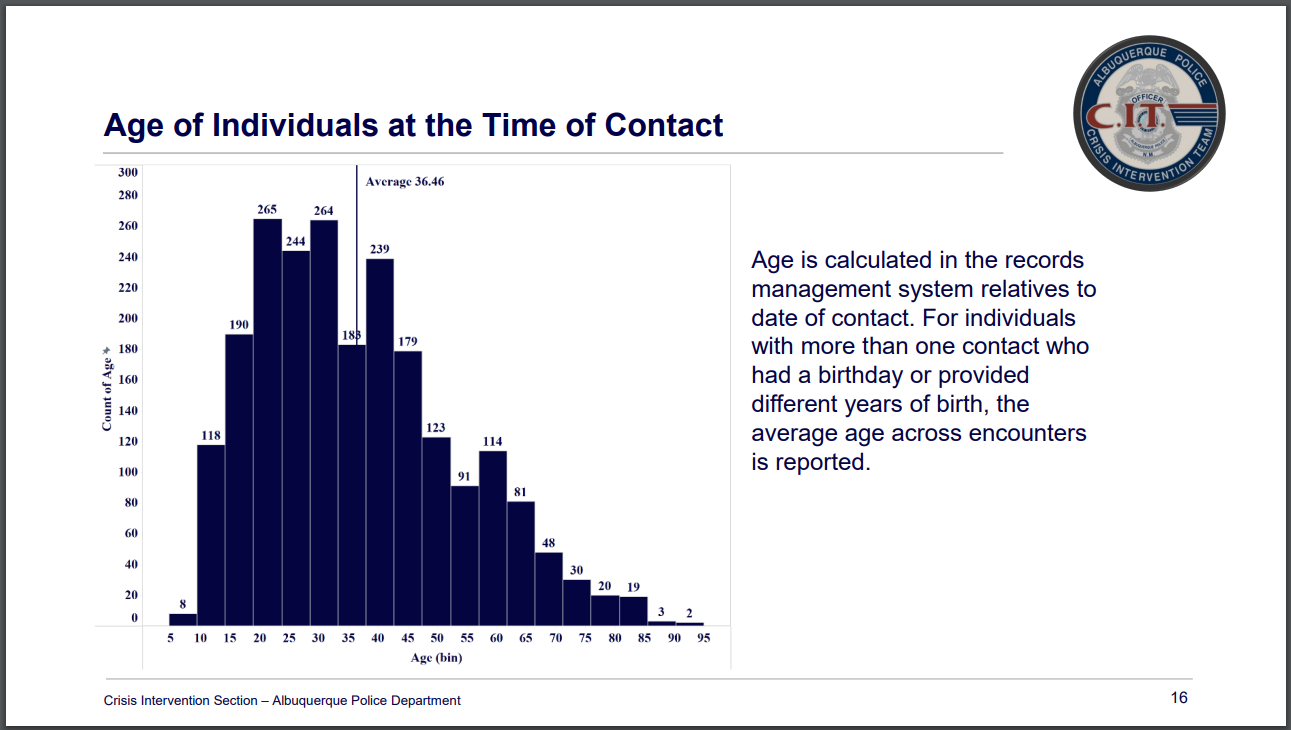 ALBUQUERQUE POLICE
OFFICER
C.I.T.
CRISIS INTERVENTION TEAM
Age of Individuals at the Time of Contact
300
280
260
240
220
200
180
160
140
120
100
80
60
40
20
0
Count of Age
Average 36.46
8
118
190
265
244
264
183
239
179
123
91
114
81
48
30
20
19
3
2
5 10 15 20 25 30 35 40 45 50 55 60 65 70 75 80 85 90 95
Age (bin)
Age is calculated in the records
management system relatives to
date of contact. For individuals
with more than one contact who
had a birthday or provided
different years of birth, the
average age across encounters
is reported.
Crisis Intervention Section – Albuquerque Police Department
16